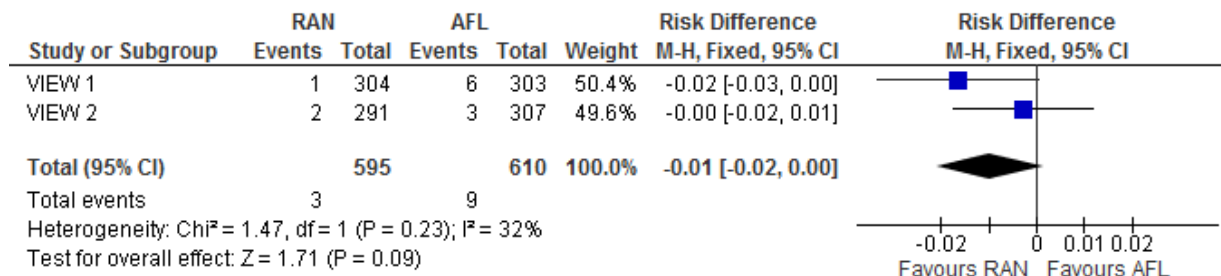 RAN AFL Risk Difference Risk Difference
Study or Subgroup Events Total Events Total Weight M-H, Fixed, 95% CI M-H, Fixed, 95% CI
VIEW 1 1 304 6 303 50.4% -0.02 [-0.03, 0.00]
VIEW 2 2 291 3 307 49.6% -0.00 [-0.02, 0.01]
Total (95% CI) 595 610 100.0% -0.01 [-0.02, 0.00]
Total events 3 9
Heterogeneity: Chi² = 1.47, df = 1 (P = 0.23); I² = 32%
Test for overall effect: Z = 1.71 (P = 0.09)
-0.02 0 0.01 0.02
Favours RAN Favours AFL